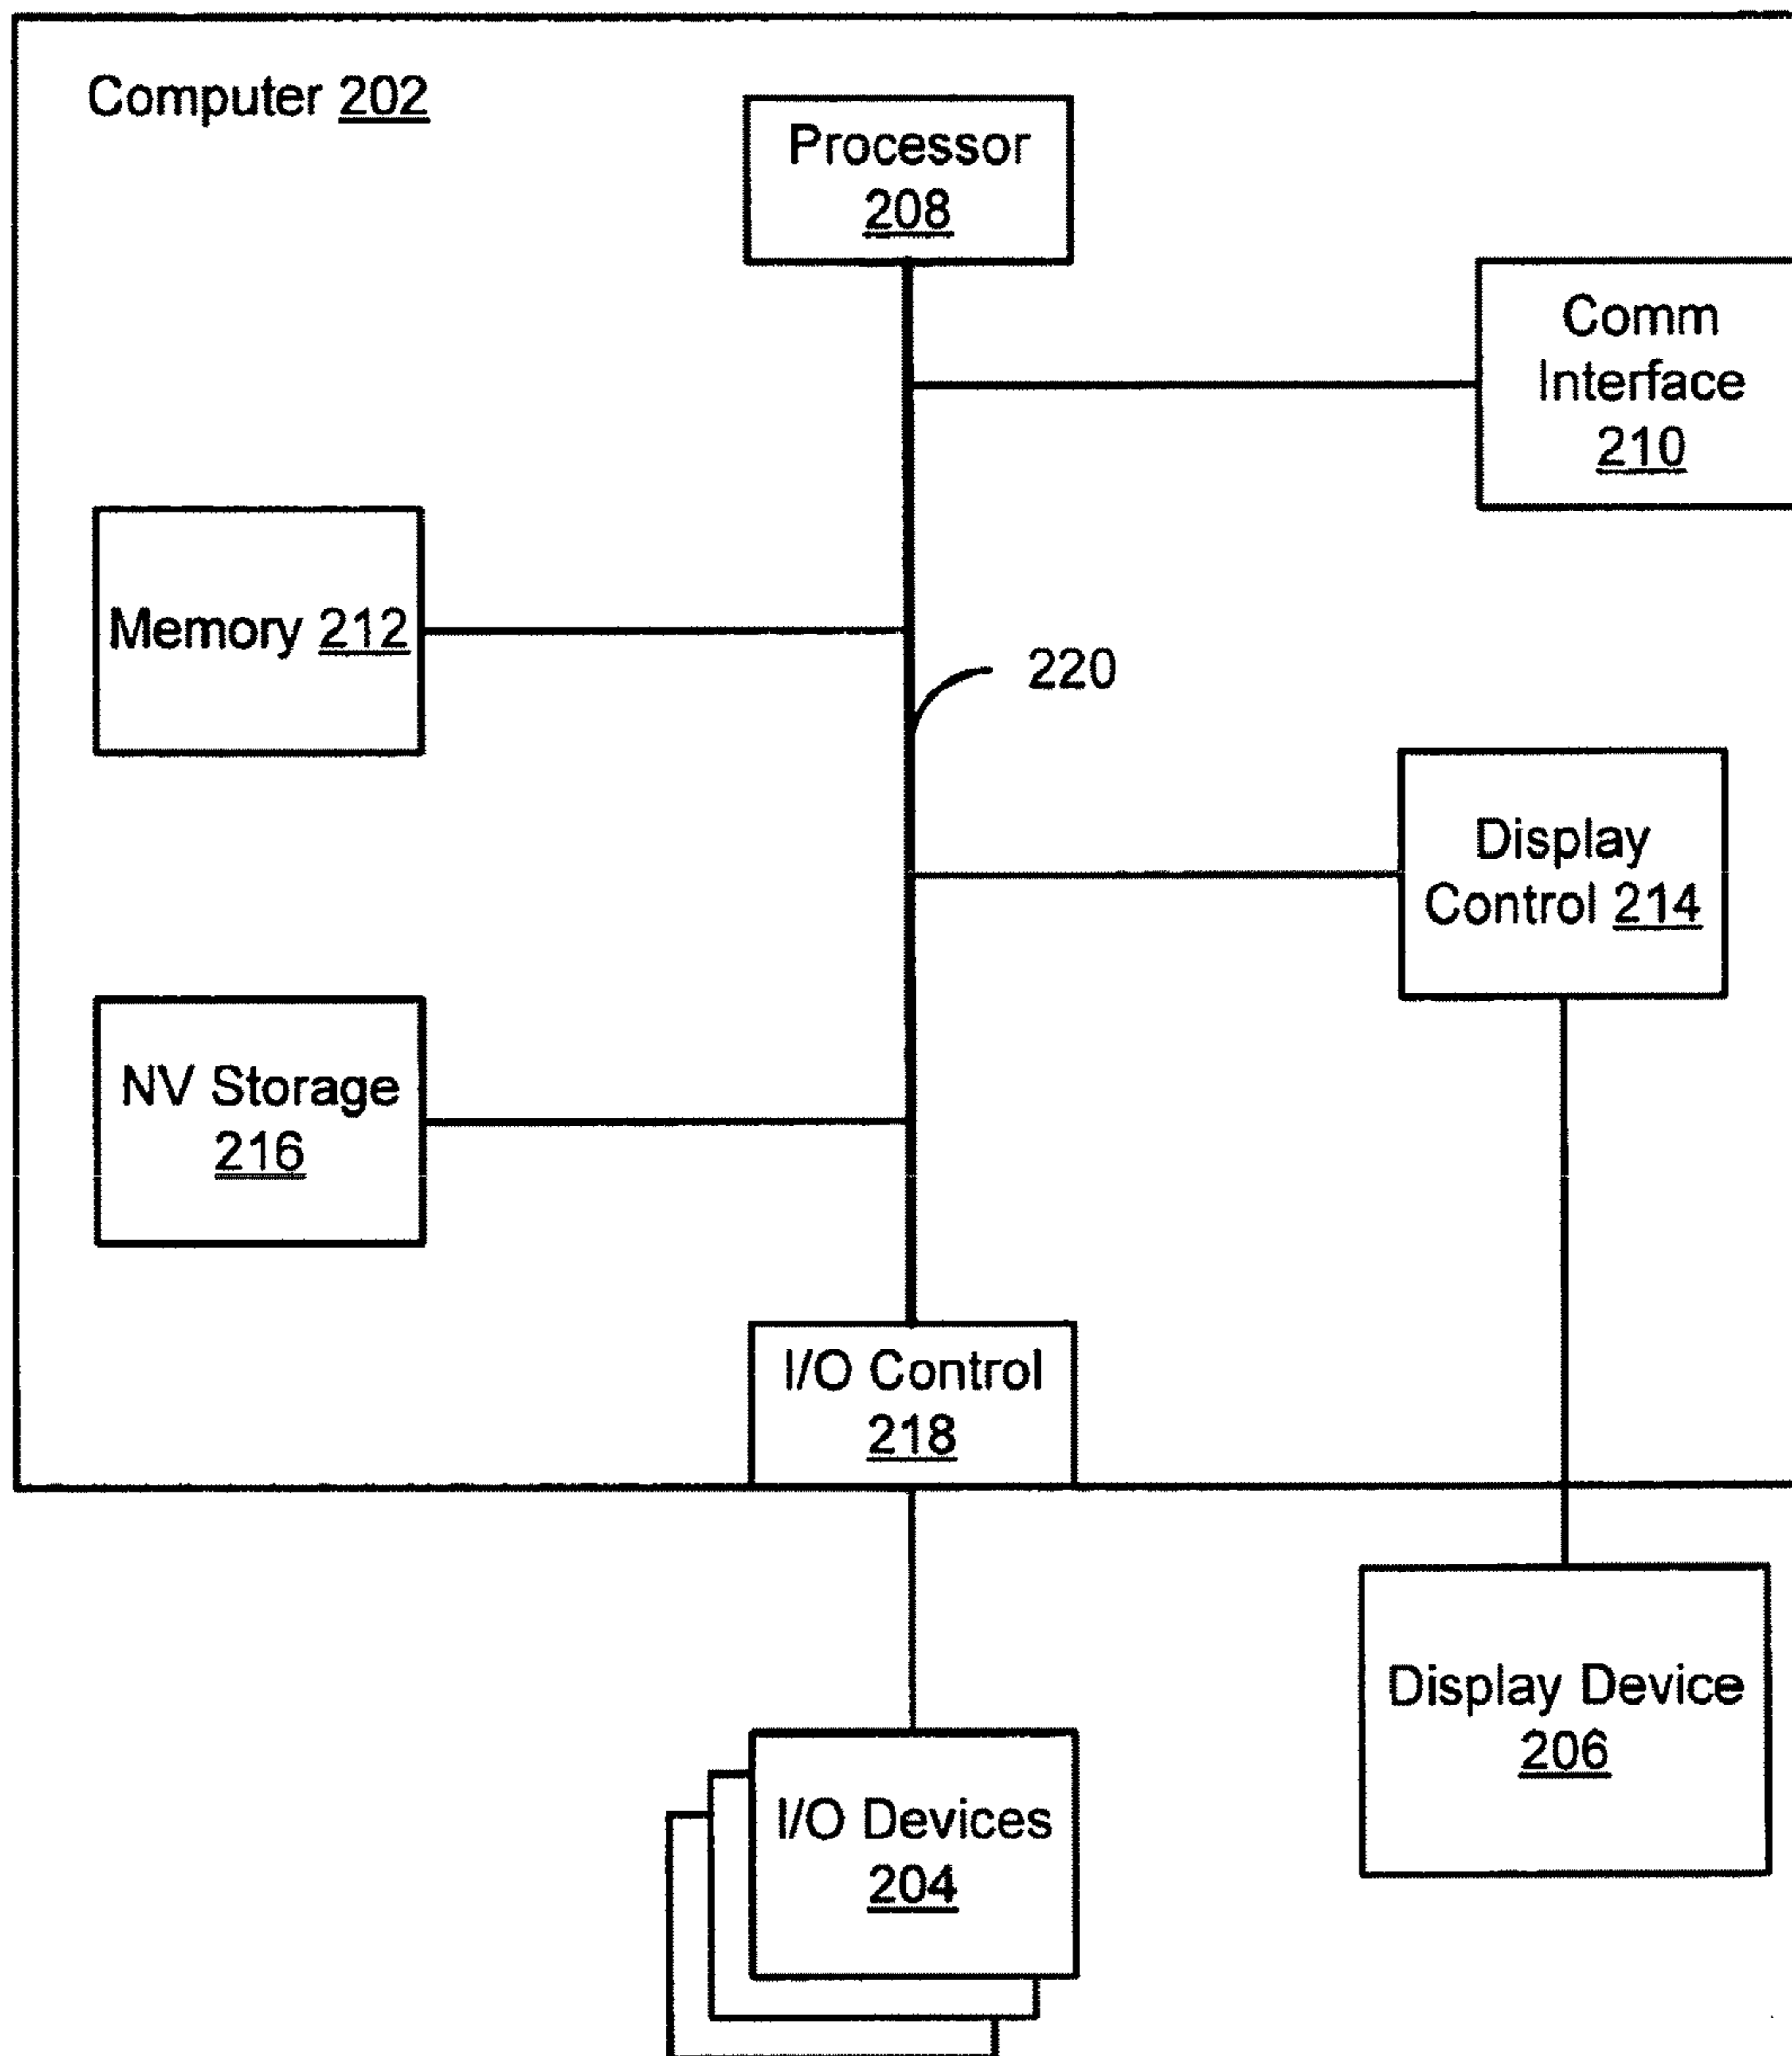 Computer 202
Processor
208
Comm
Interface
210
Memory 212
220
Display
Control 214
NV Storage
216
I/O Control
218
Display Device
206
I/O Devices
204